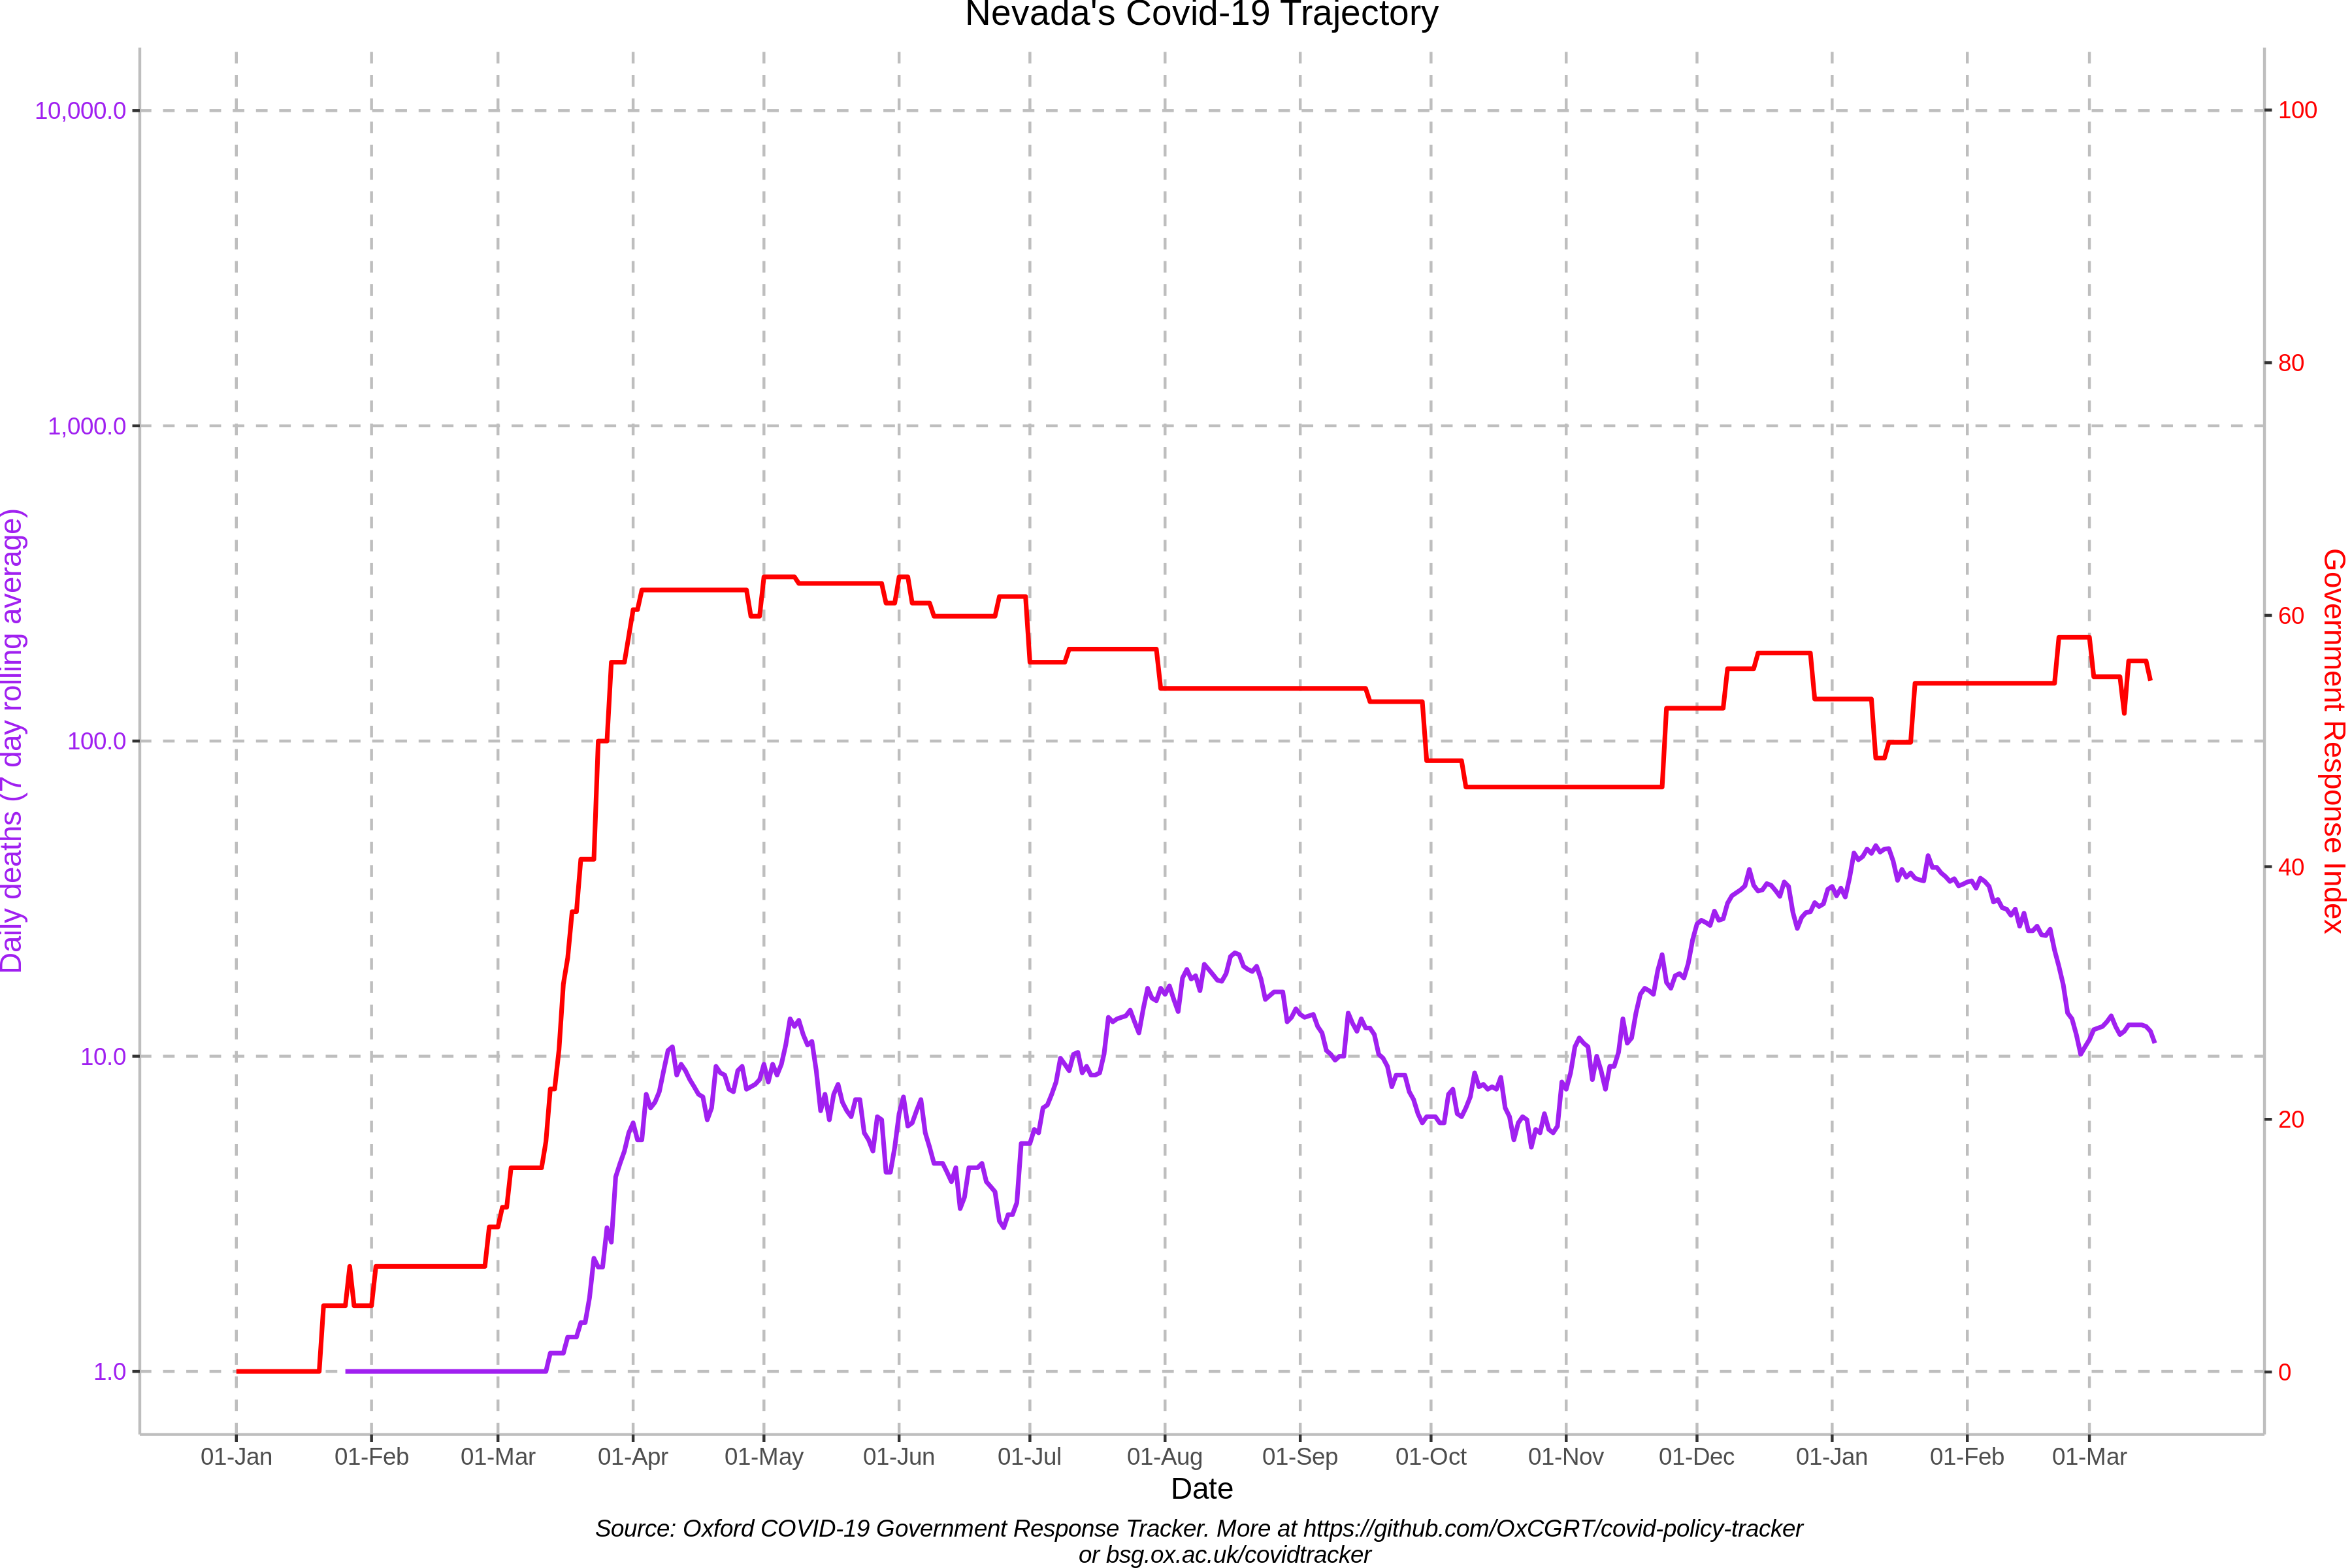 Nevada's Covid-19 Trajectory
10,000.0
1,000.0
100.0
10.0
1.0
Daily deaths (7 day rolling average)
100
80
60
40
20
0
Government Response Index
01-Jan 01-Feb 01-Mar 01-Apr 01-May 01-Jun 01-Jul 01-Aug 01-Sep 01-Oct 01-Nov 01-Dec 01-Jan 01-Feb 01-Mar
Date
Source: Oxford COVID-19 Government Response Tracker. More at https://github.com/OxCGRT/covid-policy-tracker
or bsg.ox.ac.uk/covidtracker